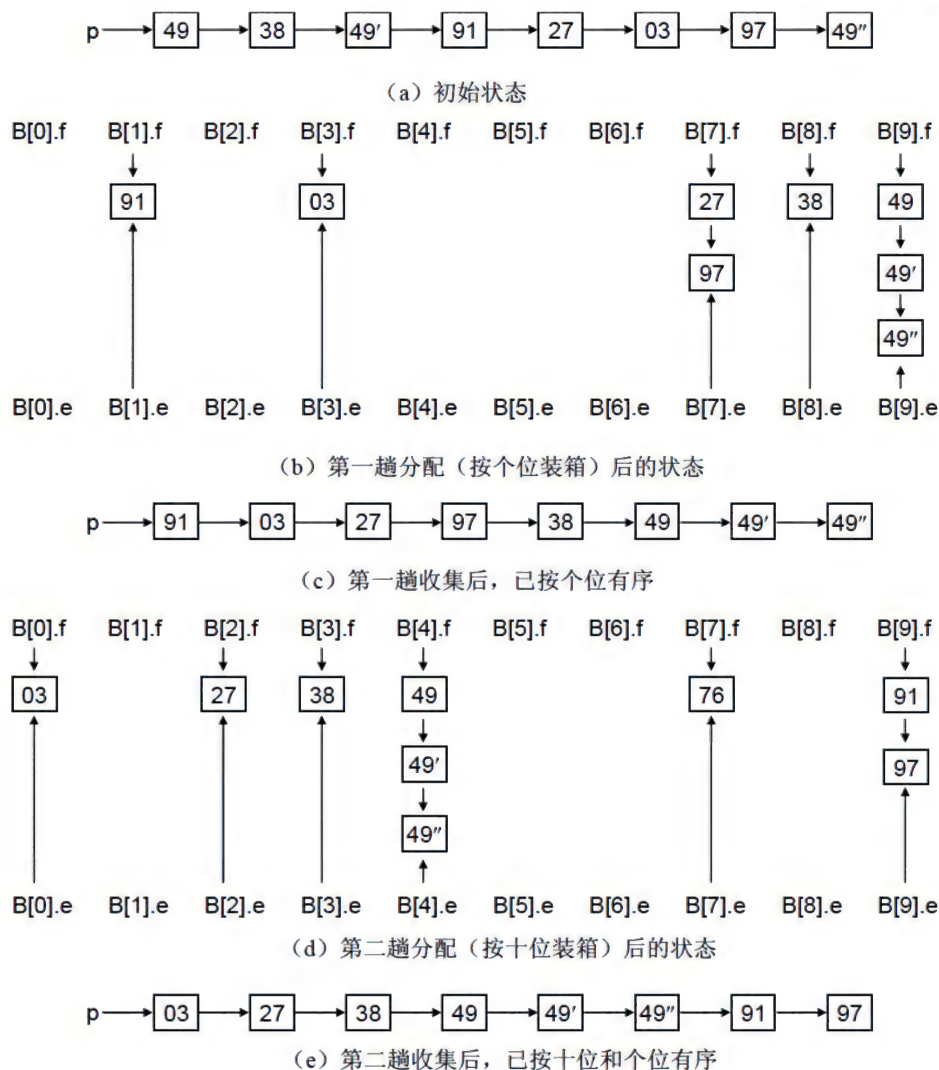 p 49 38 49′ 91 27 03 97 49″
（a）初始状态
B[0].f B[1].f B[2].f B[3].f B[4].f B[5].f B[6].f B[7].f B[8].f B[9].f
91 03 27 38 49
97 49′
49″
B[0].e B[1].e B[2].e B[3].e B[4].e B[5].e B[6].e B[7].e B[8].e B[9].e
（b）第一趟分配（按个位装箱）后的状态
p 91 03 27 97 38 49 49′ 49″
（c）第一趟收集后，已按个位有序
B[0].f B[1].f B[2].f B[3].f B[4].f B[5].f B[6].f B[7].f B[8].f B[9].f
03 27 38 49 76 91
49′ 97
49″
B[0].e B[1].e B[2].e B[3].e B[4].e B[5].e B[6].e B[7].e B[8].e B[9].e
（d）第二趟分配（按十位装箱）后的状态
p 03 27 38 49 49′ 49″ 91 97
（e）第二趟收集后，已按十位和个位有序